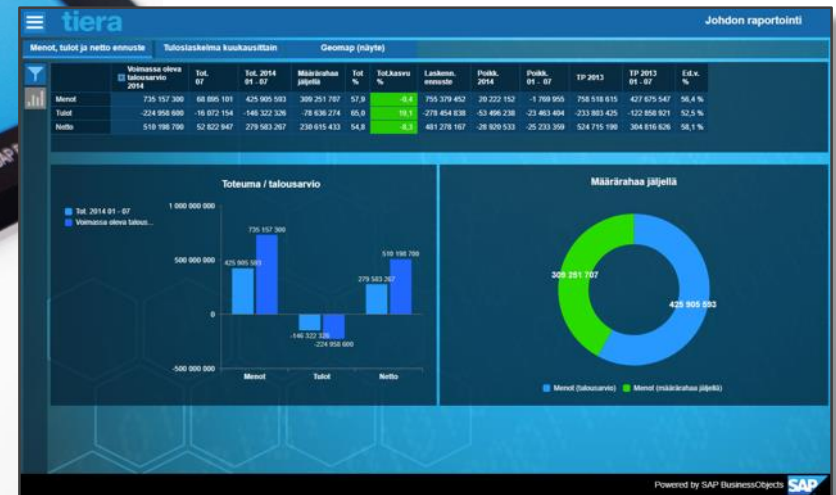 tiera
Johdon raportointi
Menot, tulot ja netto ennuste Tuloslaskelma kuukausittain Geomap (näyte)
Voimassa oleva talousarvio 2014 Tot. 07 Tot. 2014 01 - 07 Määrärahaa jäljellä Tot % Tot.kasvu % Laskenn. ennuste Poikk. 2014 Poikk. 01 - 07 TP 2013 TP 2013 01 - 07 Ed.v. %
Menot 735 157 300 68 895 101 425 905 593 309 251 707 57,9 -0,4 755 379 452 20 222 152 -1 769 955 758 518 615 427 675 547 56,4 %
Tulot -224 958 600 -16 072 154 -146 322 326 -78 636 274 65,0 19,1 -278 454 838 -53 496 238 -23 463 404 -233 803 425 -122 858 921 52,5 %
Netto 510 198 700 52 822 947 279 583 267 230 615 433 54,8 -8,3 481 278 167 -28 920 533 -25 233 359 524 715 190 304 816 626 58,1 %
Toteuma / talousarvio
Tot. 2014 01 - 07
Voimassa oleva talous...
1 000 000 000
500 000 000
0
-500 000 000
735 157 300
425 905 593
510 198 700
279 583 267
-146 322 326
-224 958 600
Menot Tulot Netto
Määrärahaa jäljellä
309 251 707
425 905 593
Menot (talousarvio) Menot (määrärahaa jäljellä)
Powered by SAP BusinessObjects SAP